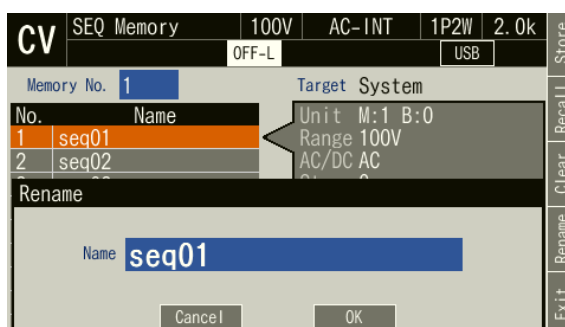 CV SEQ Memory 100V AC-INT 1P2W 2.0k
OFF-L USB
Memory No. 1 Target System
No. Name
1 seq01
2 seq02
Unit M:1 B:0
Range 100V
AC/DC AC
Rename
Name seq01
Cancel OK
Store
Recall
Clear
Rename
Exit